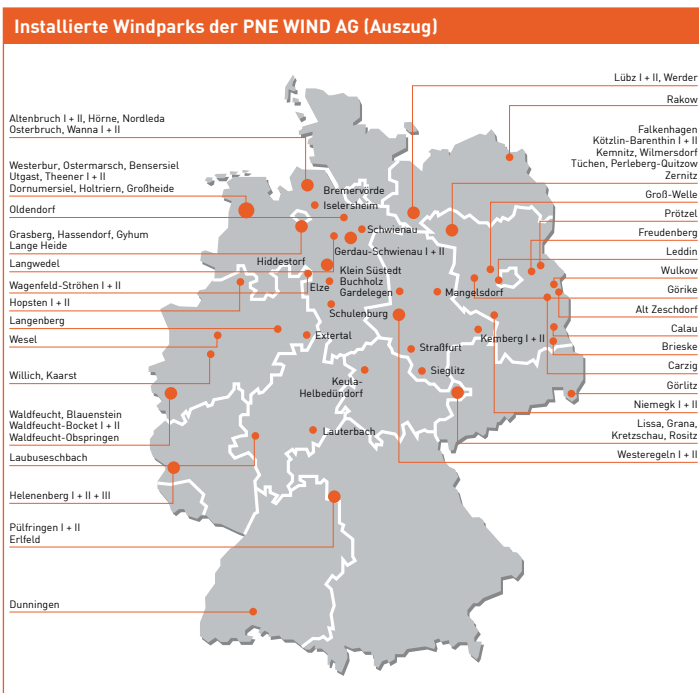 Installierte Windparks der PNE WIND AG (Auszug)
Altenbruch I + II, Hörne, Nordleda
Osterbruch, Wanna I + II
Westerbur, Ostermarsch, Bensersiel
Utgast, Theener I + II
Dornumersiel, Holtriern, Großheide
Oldendorf
Grasberg, Hassendorf, Gyhum
Lange Heide
Langwedel
Wagenfeld-Ströhen I + II
Hopsten I + II
Langenberg
Wesel
Willich, Kaarst
Waldfeucht, Blauenstein
Waldfeucht-Bocket I + II
Waldfeucht-Obspringen
Laubuseschbach
Helenenberg I + II + III
Pülfringen I + II
Erlfeld
Dunningen
Bremervörde
Iselersheim
Schwienau
Gerdau-Schwienau I + II
Hiddestorf
Klein Süstedt
Elze
Buchholz
Gardelegen
Mangelsdorf
Schulenburg
Extertal
Kemberg I + II
Straßfurt
Sieglitz
Keula-
Helbedündorf
Lauterbach
Lübz I + II, Werder
Rakow
Falkenhagen
Kötzlin-Barenthin I + II
Kemnitz, Wilmersdorf
Tüchen, Perleberg-Quitzow
Zernitz
Groß-Welle
Prötzel
Freudenberg
Leddin
Wulkow
Görike
Alt Zeschdorf
Calau
Brieske
Carzig
Görlitz
Niemegk I + II
Lissa, Grana,
Kretzschau, Rositz
Westeregeln I + II